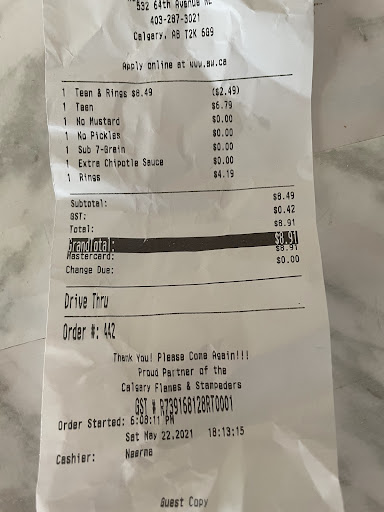 532 64th Avenue NE
403-287-3021
Calgary, AB T2K 6G9
Apply online at www.aw.ca
1 Teen & Rings $8.49 ($2.49)
1 Teen $6.79
1 No Mustard $0.00
1 No Pickles $0.00
1 Sub 7-Grain $0.00
1 Extra Chipotle Sauce $0.00
1 Rings $4.19
Subtotal: $8.49
GST: $0.42
Total: $8.91
GrandTotal: $8.91
Mastercard: $8.91
Change Due: $0.00
Drive Thru
Order #: 442
Thank You! Please Come Again!!!
Proud Partner of the
Calgary Flames & Stampeders
GST # R739168128RT0001
Order Started: 6:08:11 PM
Sat May 22,2021 18:13:15
Cashier: Neerna
Guest Copy